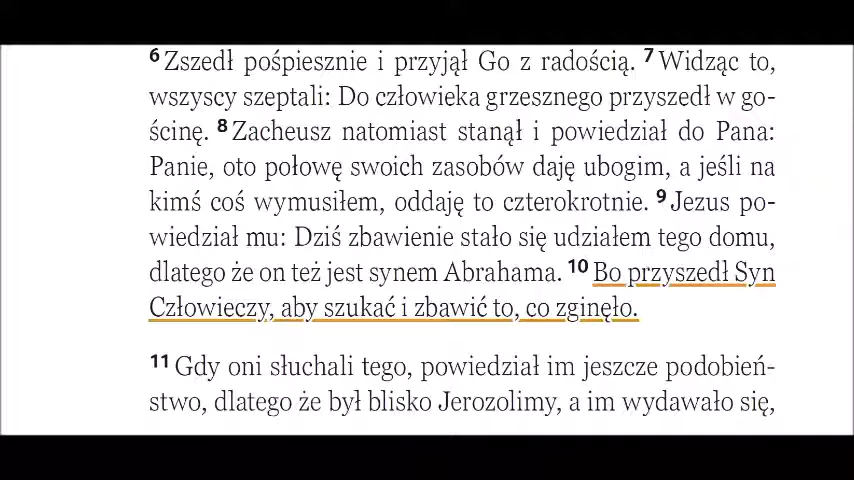 6 Zszedł pośpiesznie i przyjął Go z radością. 7 Widząc to,
wszyscy szeptali: Do człowieka grzesznego przyszedł w go-
ścinę. 8 Zacheusz natomiast stanął i powiedział do Pana:
Panie, oto połowę swoich zasobów daję ubogim, a jeśli na
kimś coś wymusiłem, oddaję to czterokrotnie. 9 Jezus po-
wiedział mu: Dziś zbawienie stało się udziałem tego domu,
dlatego że on też jest synem Abrahama. 10 Bo przyszedł Syn
Człowieczy, aby szukać i zbawić to, co zginęło.
11 Gdy oni słuchali tego, powiedział im jeszcze podobień-
stwo, dlatego że był blisko Jerozolimy, a im wydawało się,